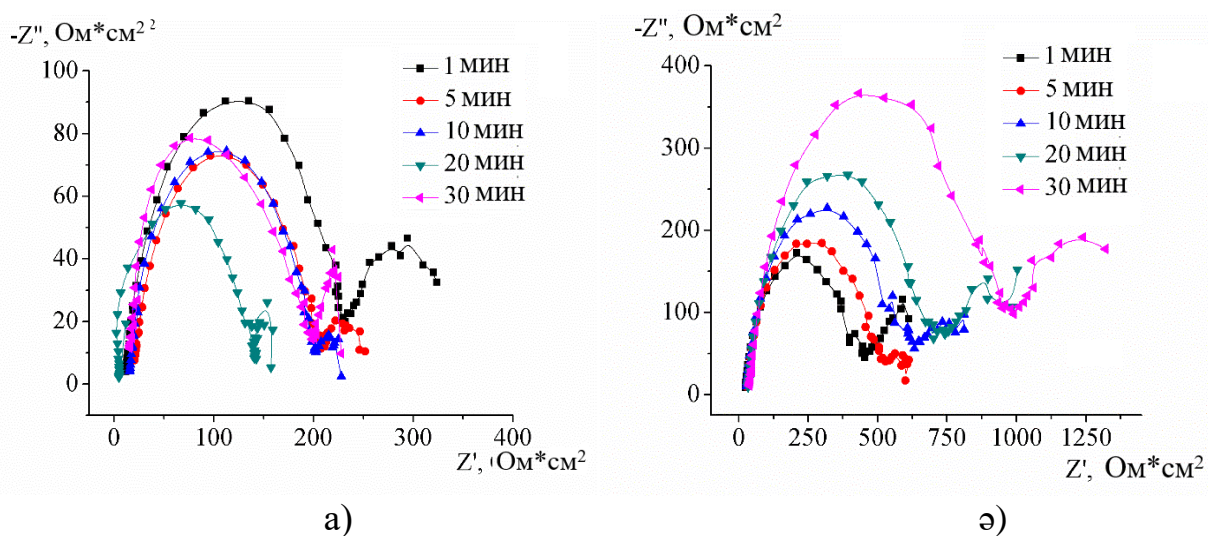 -Z", Ом*см² ²
100
80
60
40
20
0
0 100 200 300 400
Z', (Ом*см²
1 мин
5 мин
10 мин
20 мин
30 мин
а)
-Z", Ом*см²
400
300
200
100
0
0 250 500 750 1000 1250
Z', Ом*см²
1 мин
5 мин
10 мин
20 мин
30 мин
ә)